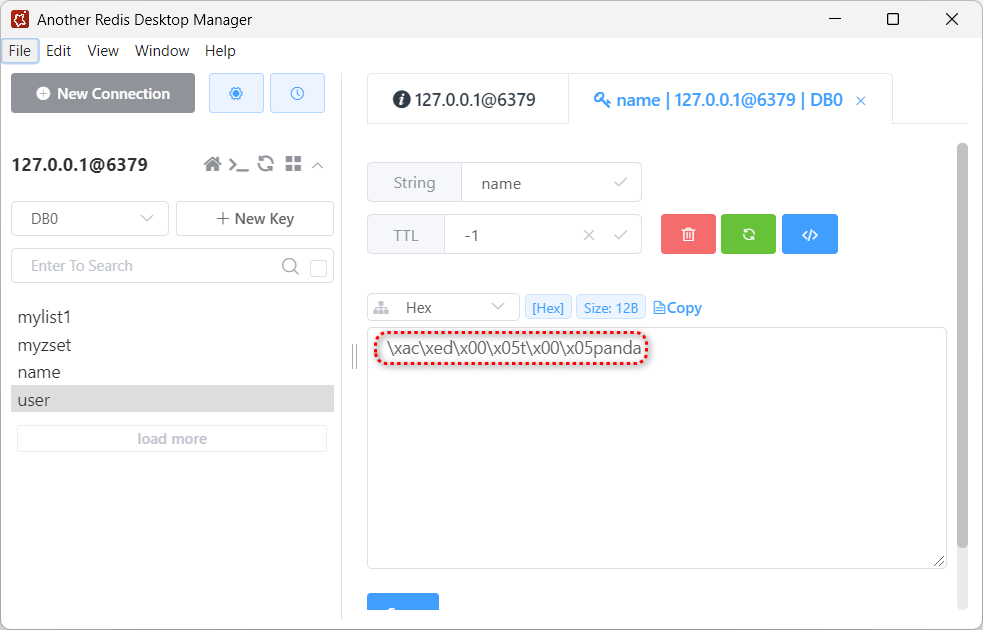 Another Redis Desktop Manager
File Edit View Window Help
New Connection
127.0.0.1@6379
DB0
New Key
Enter To Search
mylist1
myzset
name
user
load more
127.0.0.1@6379
name | 127.0.0.1@6379 | DB0
String name
TTL -1
Hex [Hex] Size: 12B Copy
\xac\xed\x00\x05t\x00\x05panda